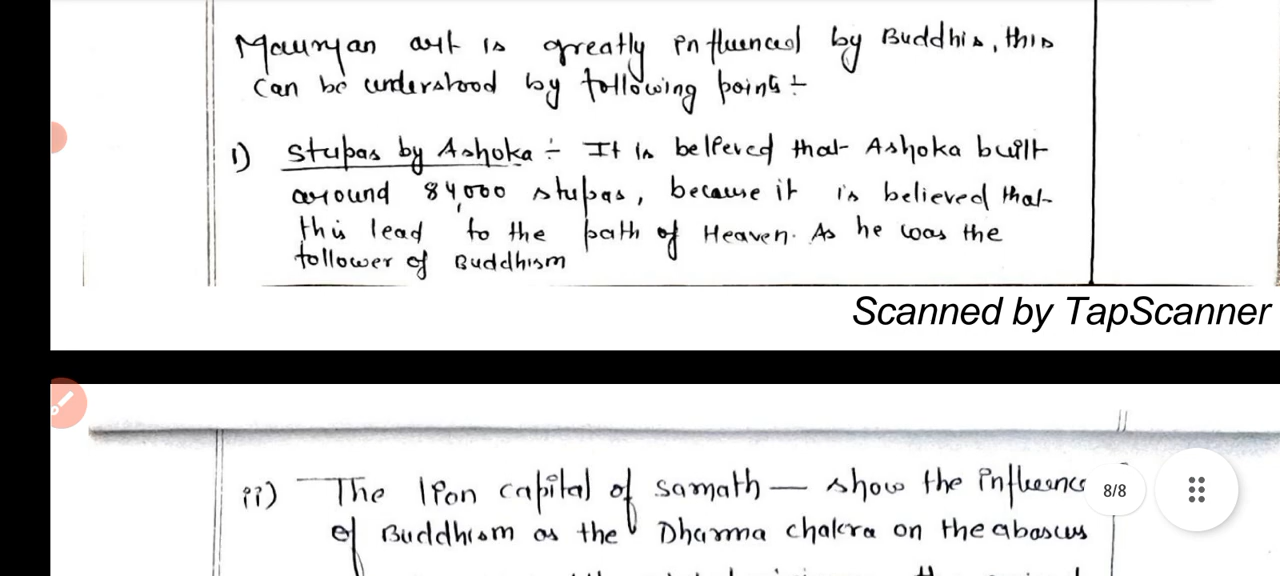 Mauryan art is greatly influenced by Buddhis, this
can be understood by following points :-
1) Stupas by Ashoka :- It is belived that Ashoka built
around 84,000 stupas, because it is believed that
this lead to the path of Heaven. As he was the
follower of Buddhism
Scanned by TapScanner
ii) The lion capital of Sarnath — show the influence
8/8
of Buddhism as the Dharma chakra on the abascus